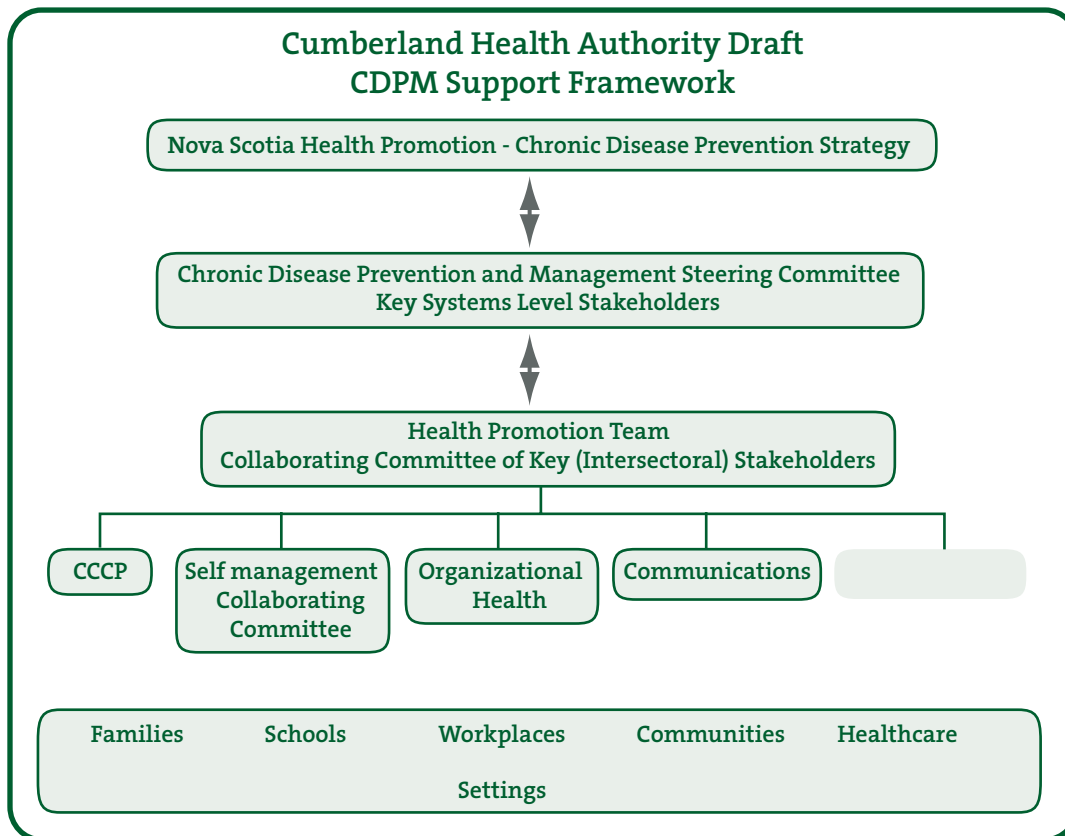 Cumberland Health Authority Draft
CDPM Support Framework
Nova Scotia Health Promotion - Chronic Disease Prevention Strategy
Chronic Disease Prevention and Management Steering Committee
Key Systems Level Stakeholders
Health Promotion Team
Collaborating Committee of Key (Intersectoral) Stakeholders
CCCP
Self management
Collaborating
Committee
Organizational
Health
Communications
Families Schools Workplaces Communities Healthcare
Settings